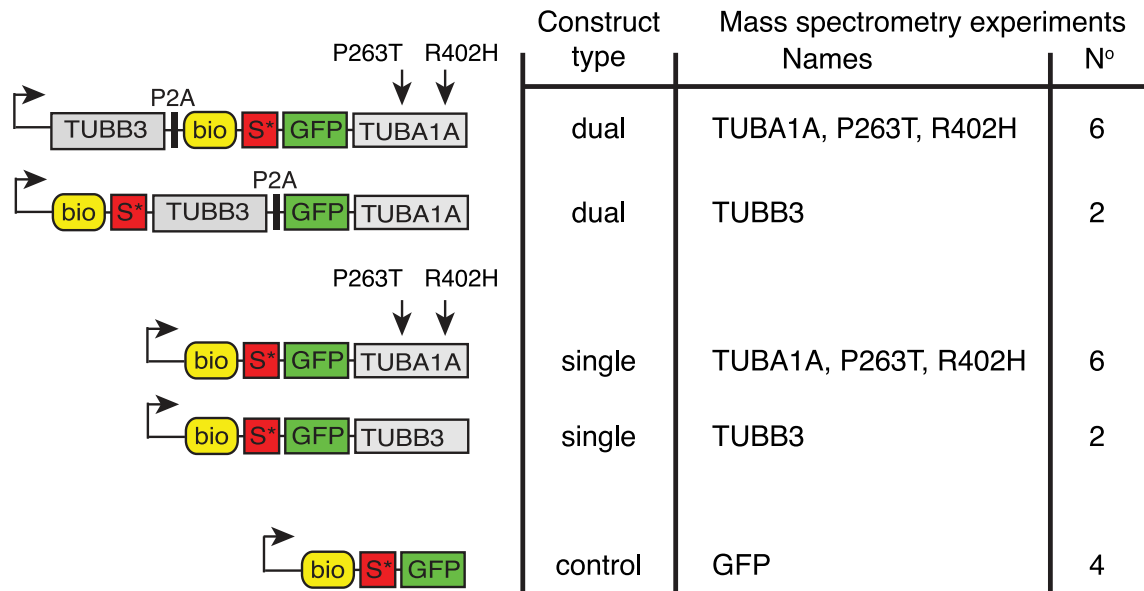 Construct type Mass spectrometry experiments
Names Nº
P263T R402H
P2A
TUBB3 bio S* GFP TUBA1A dual TUBA1A, P263T, R402H 6
P2A
bio S* TUBB3 GFP TUBA1A dual TUBB3 2
P263T R402H
bio S* GFP TUBA1A single TUBA1A, P263T, R402H 6
bio S* GFP TUBB3 single TUBB3 2
bio S* GFP control GFP 4